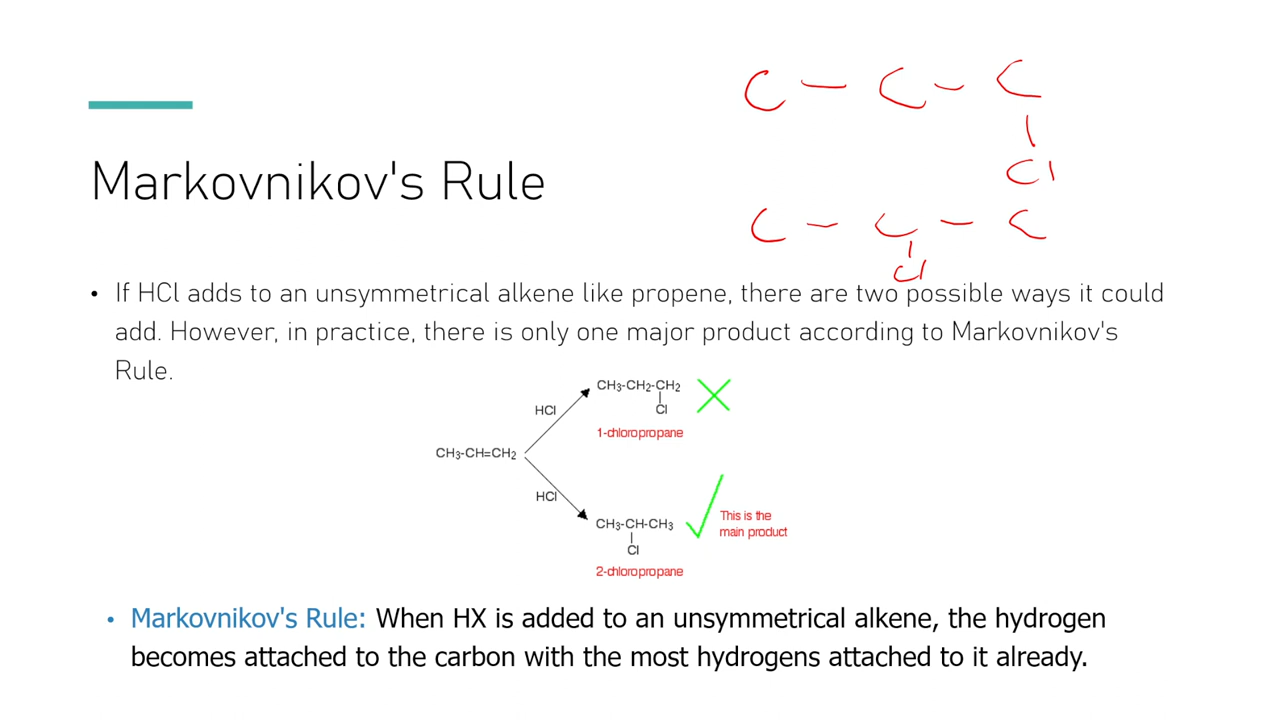 C - C - C
|
Cl
Markovnikov's Rule
C - C - C
|
Cl
• If HCl adds to an unsymmetrical alkene like propene, there are two possible ways it could
add. However, in practice, there is only one major product according to Markovnikov's
Rule.
CH₃-CH₂-CH₂
|
HCl
Cl
1-chloropropane
CH₃-CH=CH₂
HCl
CH₃-CH-CH₃
|
Cl
This is the
main product
2-chloropropane
• Markovnikov's Rule: When HX is added to an unsymmetrical alkene, the hydrogen
becomes attached to the carbon with the most hydrogens attached to it already.